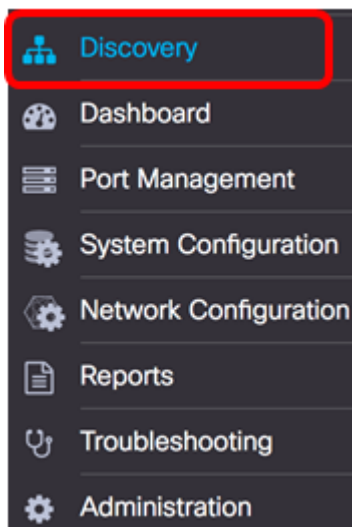 Discovery
Dashboard
Port Management
System Configuration
Network Configuration
Reports
Troubleshooting
Administration